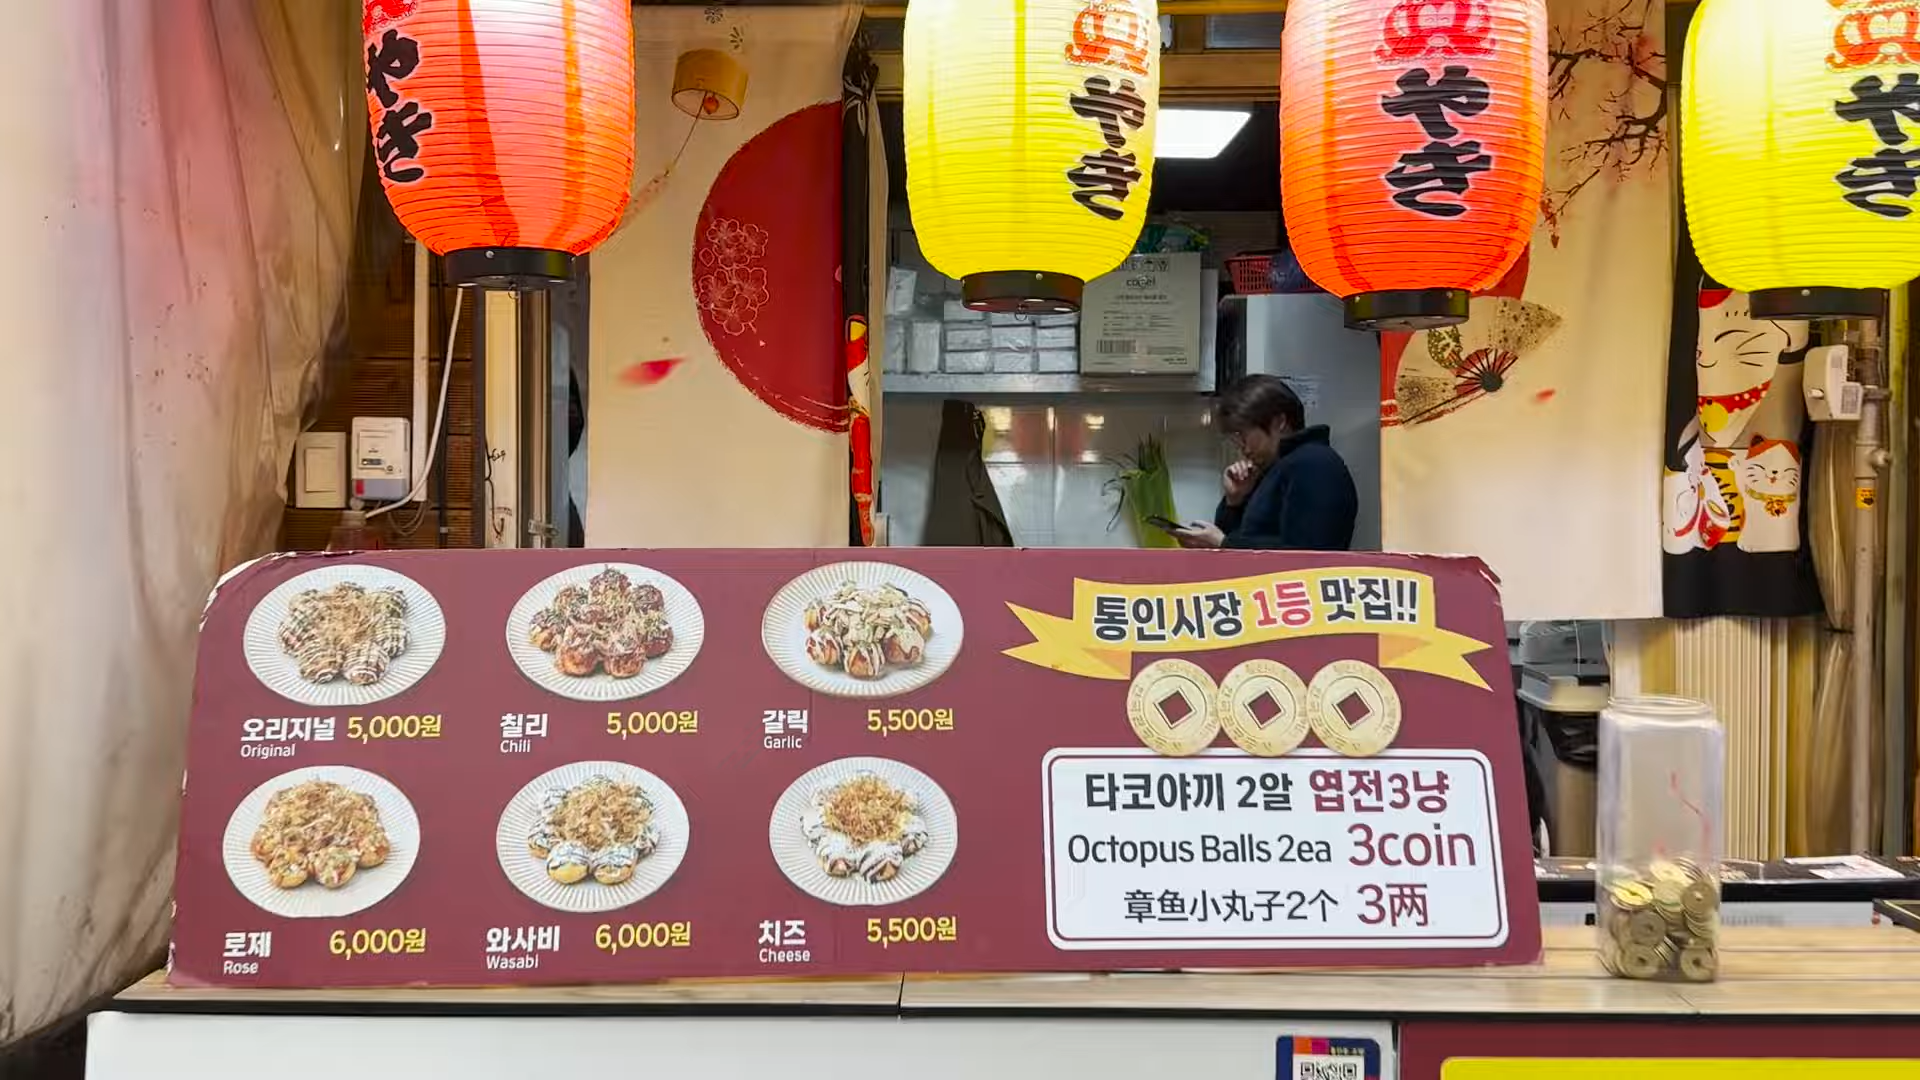 やき
やき
やき
やき
통인시장 1등 맛집!!
오리지널 5,000원
Original
칠리 5,000원
Chili
갈릭 5,500원
Garlic
로제 6,000원
Rose
와사비 6,000원
Wasabi
치즈 5,500원
Cheese
타코야끼 2알 엽전3냥
Octopus Balls 2ea 3coin
章鱼小丸子2个 3两